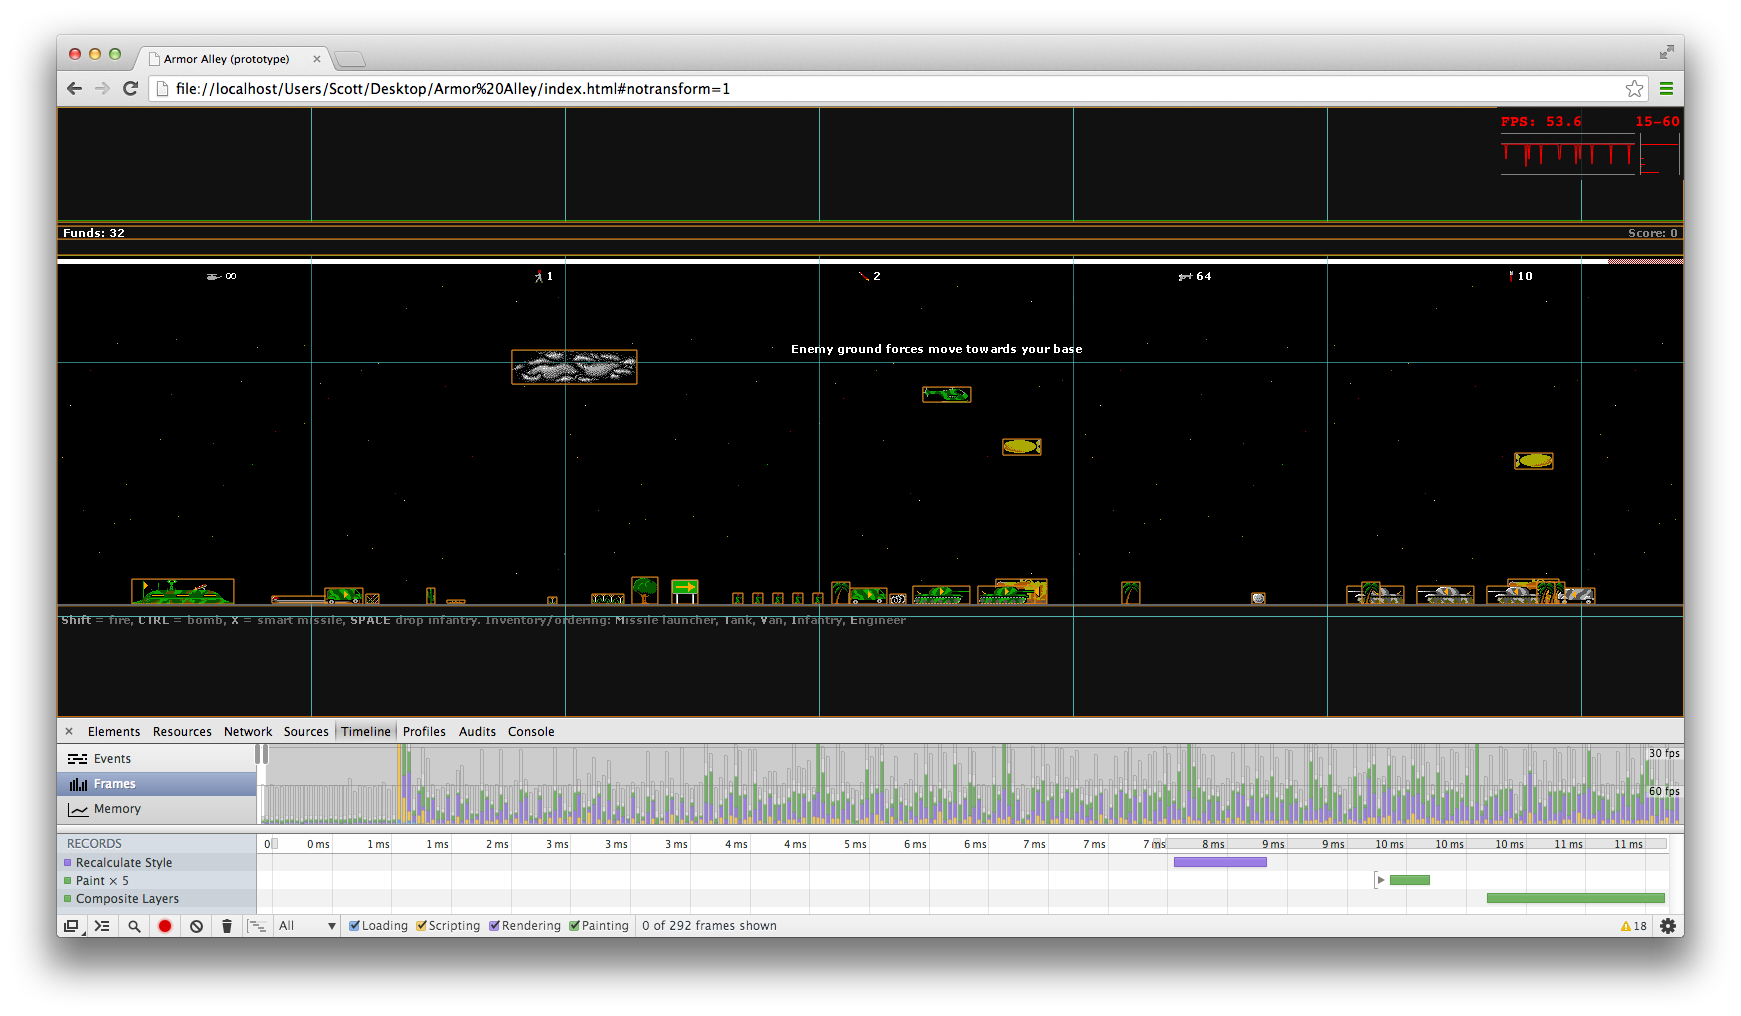 Armor Alley (prototype)
file://localhost/Users/Scott/Desktop/Armor%20Alley/index.html#notransform=1
FPS: 53.6 15-60
Funds: 32 Score: 0
∞ 1 2 64 10
Enemy ground forces move towards your base
Shift = fire, CTRL = bomb, X = smart missile, SPACE drop infantry. Inventory/ordering: Missile launcher, Tank, Van, Infantry, Engineer
× Elements Resources Network Sources Timeline Profiles Audits Console
Events
30 fps
Frames
60 fps
Memory
RECORDS 0 0 ms 1 ms 1 ms 2 ms 3 ms 3 ms 3 ms 4 ms 4 ms 5 ms 6 ms 6 ms 7 ms 7 ms 7 ms 8 ms 9 ms 9 ms 10 ms 10 ms 10 ms 11 ms 11 ms
Recalculate Style
Paint × 5
Composite Layers
All Loading Scripting Rendering Painting 0 of 292 frames shown 18